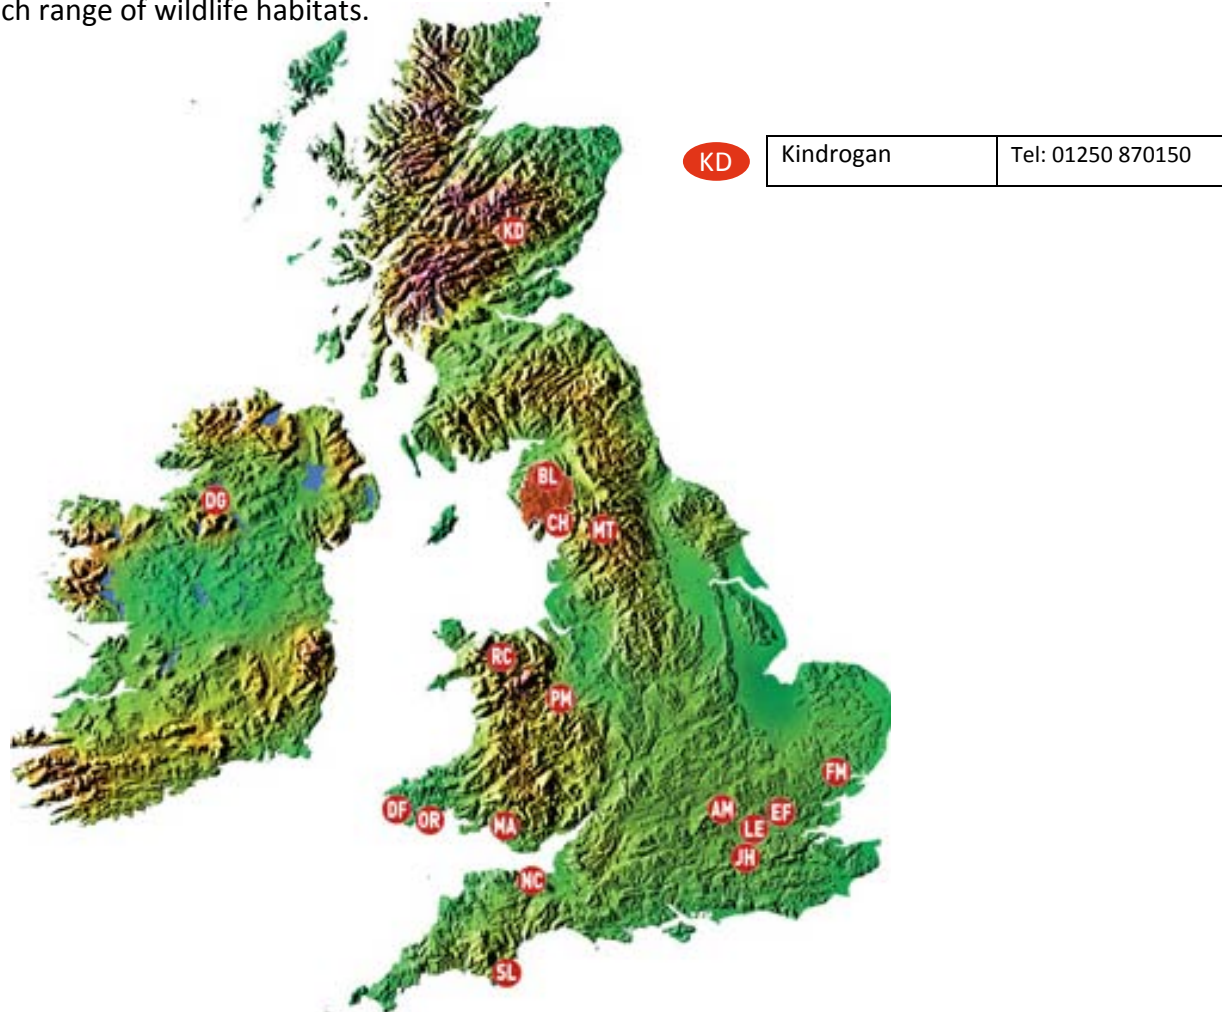 ch range of wildlife habitats.
KD
Kindrogan
Tel: 01250 870150
KD
BL
DG
CH
MT
RC
PM
FM
DF
OR
MA
AM
EF
LE
JH
NC
SL